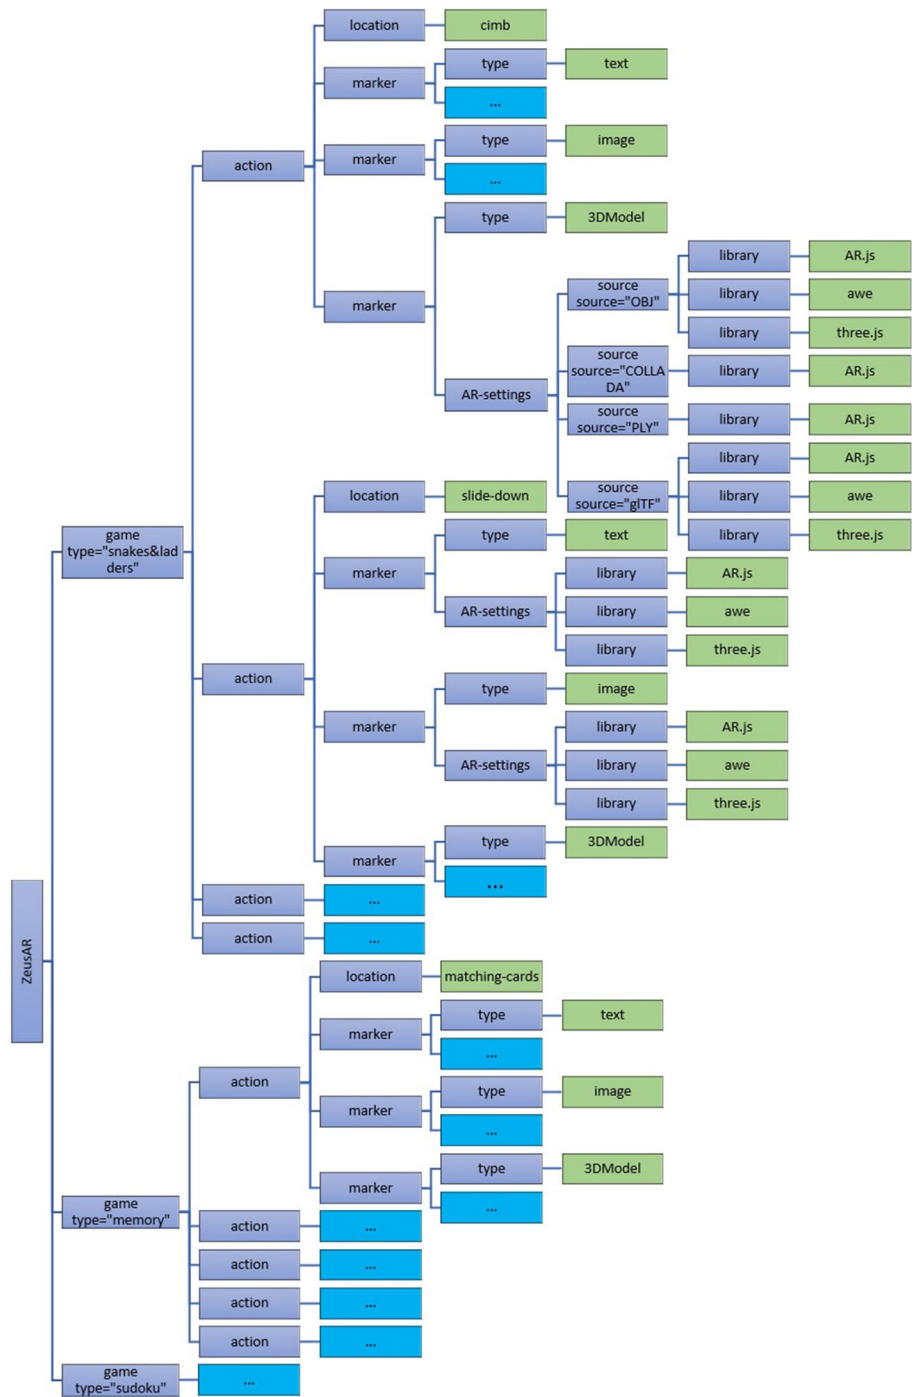 location
cimb
type
text
marker
...
type
image
action
marker
...
type
3DModel
library
AR.js
source
source="OBJ"
library
awe
marker
library
three.js
source
source="COLLA
DA"
library
AR.js
AR-settings
source
source="PLY"
library
AR.js
library
AR.js
location
slide-down
source
source="glTF"
library
awe
game
type="snakes&lad
ders"
type
text
library
three.js
marker
library
AR.js
AR-settings
library
awe
library
three.js
action
type
image
marker
library
AR.js
AR-settings
library
awe
library
three.js
type
3DModel
marker
...
action
...
ZeusAR
action
...
location
matching-cards
type
text
marker
...
action
type
image
marker
...
type
3DModel
marker
...
game
type="memory"
action
...
action
...
action
...
action
...
game
type="sudoku"
...